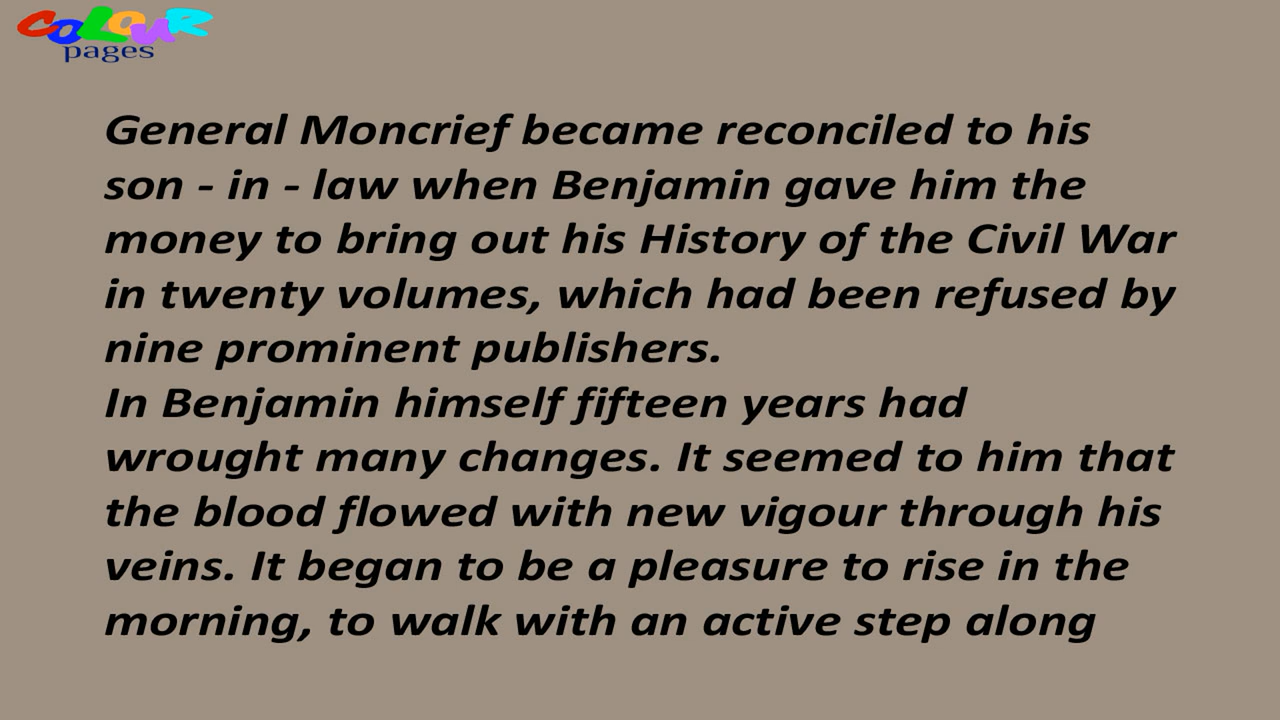 COLOUR
pages
General Moncrief became reconciled to his
son - in - law when Benjamin gave him the
money to bring out his History of the Civil War
in twenty volumes, which had been refused by
nine prominent publishers.
In Benjamin himself fifteen years had
wrought many changes. It seemed to him that
the blood flowed with new vigour through his
veins. It began to be a pleasure to rise in the
morning, to walk with an active step along